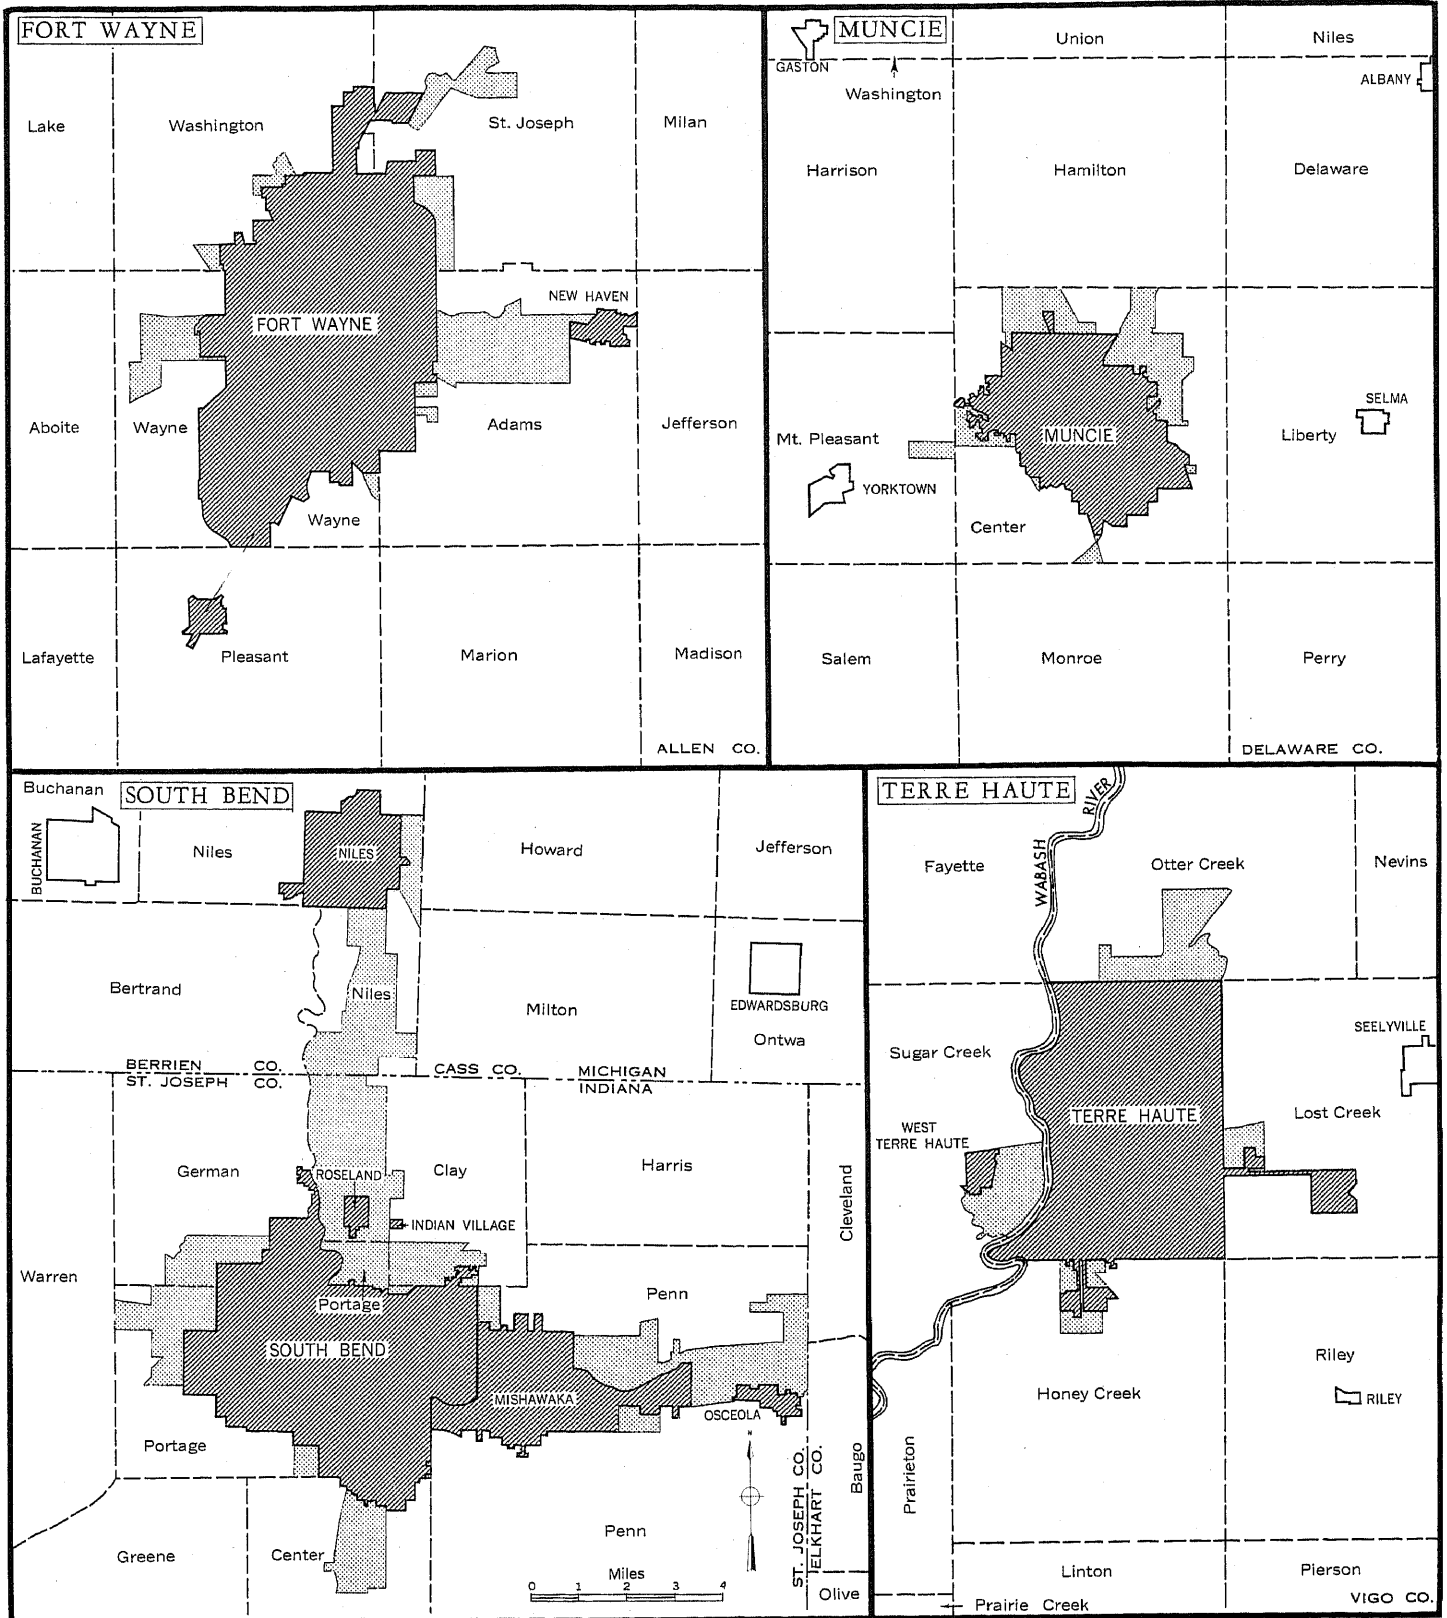 FORT WAYNE
Lake
Washington
St. Joseph
Milan
NEW HAVEN
FORT WAYNE
Aboite
Wayne
Adams
Jefferson
Wayne
Lafayette
Pleasant
Marion
Madison
ALLEN CO.
MUNCIE
GASTON
Union
Niles
ALBANY
Washington
Harrison
Hamilton
Delaware
SELMA
Mt. Pleasant
MUNCIE
Liberty
YORKTOWN
Center
Salem
Monroe
Perry
DELAWARE CO.
SOUTH BEND
Buchanan
BUCHANAN
Niles
NILES
Howard
Jefferson
Bertrand
Niles
Milton
EDWARDSBURG
Ontwa
BERRIEN CO.
ST. JOSEPH CO.
CASS CO.
MICHIGAN
INDIANA
German
ROSELAND
Clay
Harris
Cleveland
INDIAN VILLAGE
Warren
Portage
Penn
SOUTH BEND
MISHAWAKA
OSCEOLA
Portage
N
ST. JOSEPH CO.
ELKHART CO.
Baugo
Greene
Center
Penn
Miles
0 1 2 3 4
Olive
TERRE HAUTE
WABASH RIVER
Fayette
Otter Creek
Nevins
SEELYVILLE
Sugar Creek
WEST
TERRE HAUTE
TERRE HAUTE
Lost Creek
Riley
RILEY
Honey Creek
Prairieton
Linton
Pierson
Prairie Creek
VIGO CO.